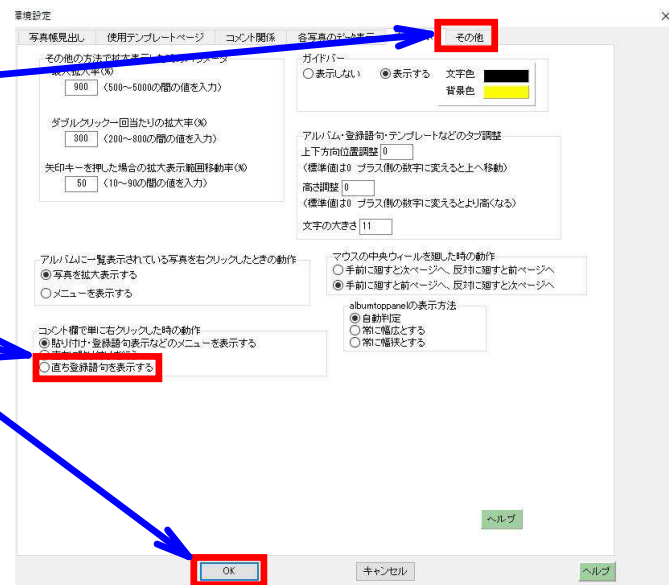 環境設定
写真帳見出し 使用テンプレートページ コメント関係 その他
ガイドバー
○表示しない ◉表示する 文字色
背景色
900 (500~5000の間の値を入力)
ダブルクリック一回当たりの拡大率(%)
300 (200~800の間の値を入力)
矢印キーを押した場合の拡大表示範囲移動率(%)
50 (10~90の間の値を入力)
アルバム・登録語句・テンプレートなどのタブ調整
上下方向位置調整 0
(標準値は0 プラス側の数字に変えると上へ移動)
高さ調整 0
(標準値は0 プラス側の数字に変えるとより高くなる)
文字の大きさ 11
アルバムに一覧表示されている写真を右クリックしたときの動作
◉写真を拡大表示する
○メニューを表示する
マウスの中央ウィールを廻した時の動作
○手前に廻すと次ページへ、反対に廻すと前ページへ
◉手前に廻すと前ページへ、反対に廻すと次ページへ
albumtoppanelの表示方法
◉自動判定
○常に幅広とする
○常に幅狭とする
コメント欄で単に右クリックした時の動作
◉貼り付け・登録語句表示などのメニューを表示する
○直ち登録語句を表示する
ヘルプ
OK キャンセル ヘルプ